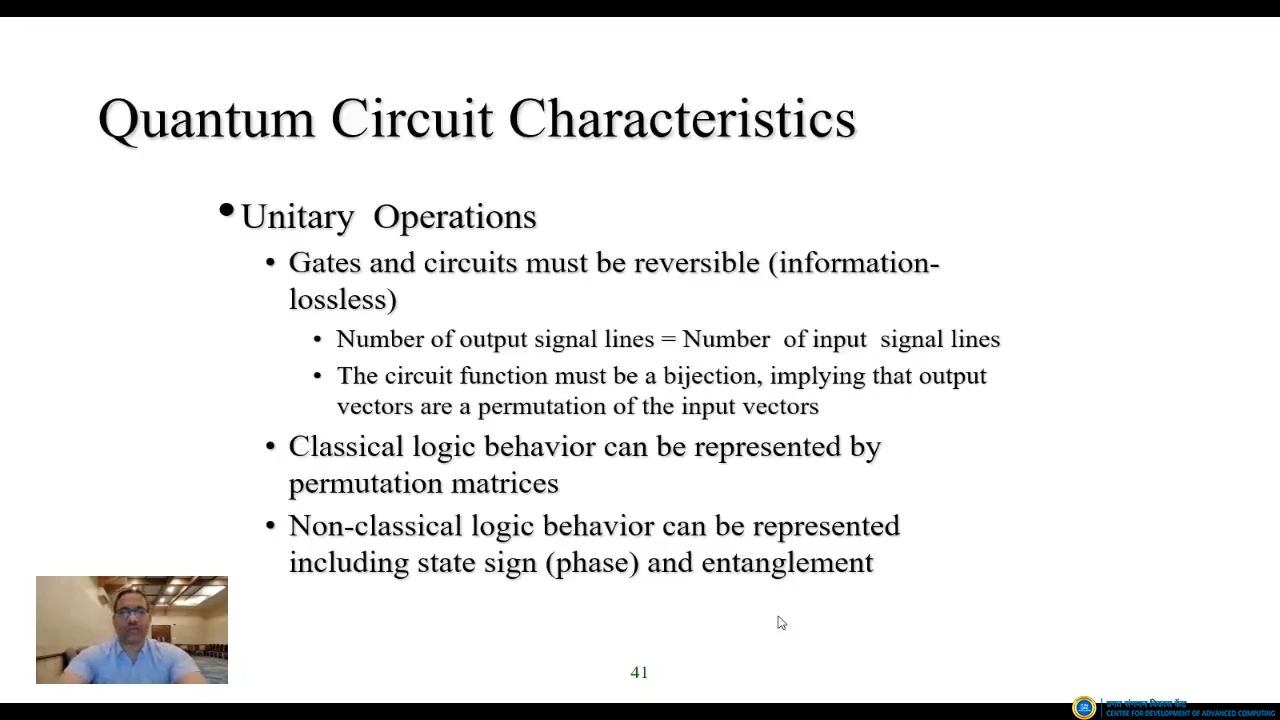 Quantum Circuit Characteristics
• Unitary Operations
• Gates and circuits must be reversible (information-
lossless)
• Number of output signal lines = Number of input signal lines
• The circuit function must be a bijection, implying that output
vectors are a permutation of the input vectors
• Classical logic behavior can be represented by
permutation matrices
• Non-classical logic behavior can be represented
including state sign (phase) and entanglement
41
प्रगत संगणन विकास केंद्र
CENTRE FOR DEVELOPMENT OF ADVANCED COMPUTING